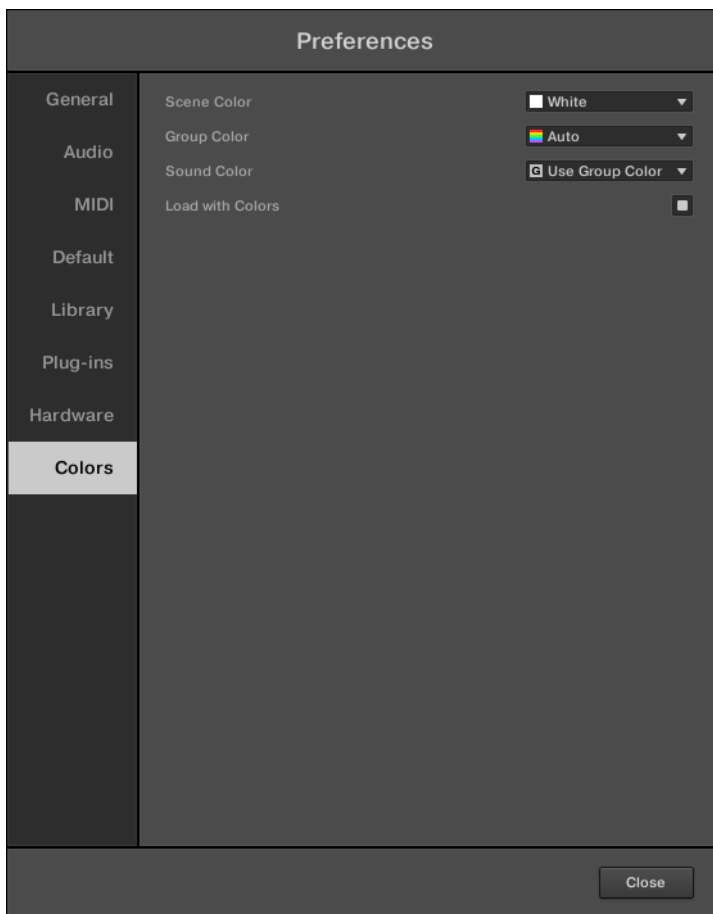 Preferences
General
Audio
MIDI
Default
Library
Plug-ins
Hardware
Colors
Scene Color White
Group Color Auto
Sound Color G Use Group Color
Load with Colors
Close